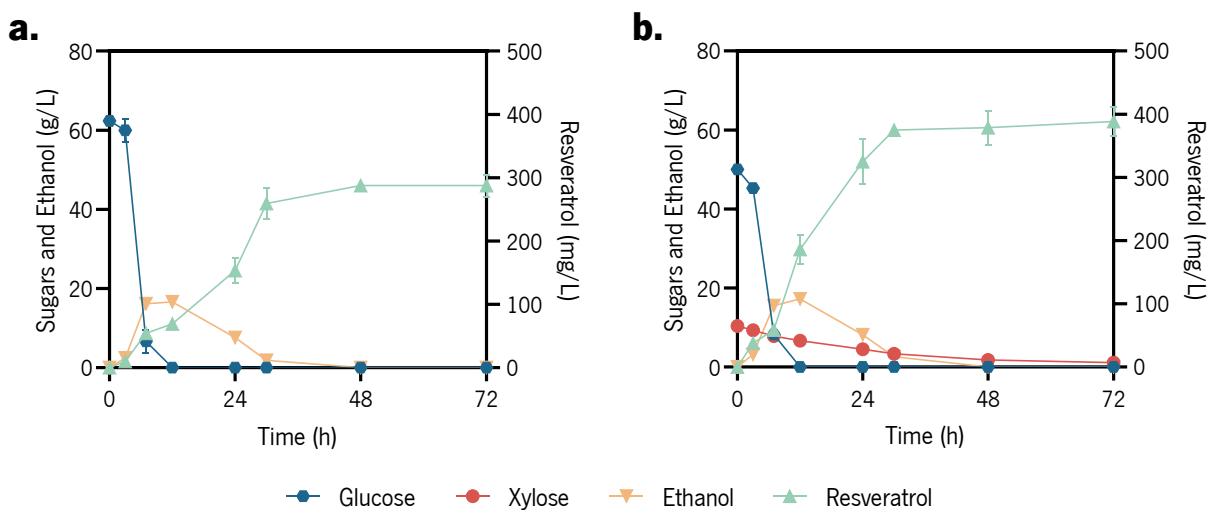 a.
80
60
40
20
0
Sugars and Ethanol (g/L)
500
400
300
200
100
0
Resveratrol (mg/L)
0 24 48 72
Time (h)
b.
80
60
40
20
0
Sugars and Ethanol (g/L)
500
400
300
200
100
0
Resveratrol (mg/L)
0 24 48 72
Time (h)
Glucose Xylose Ethanol Resveratrol